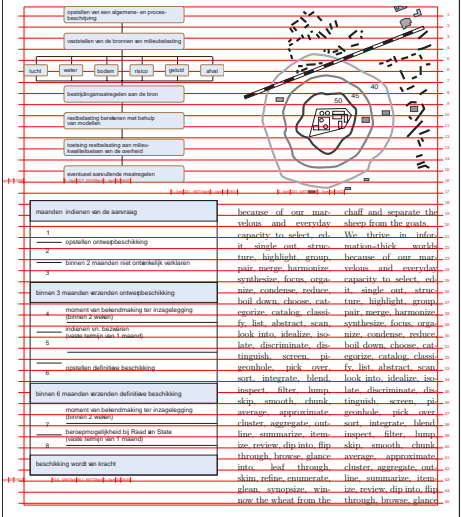 opstellen van een algemene- en proces-
beschrijving
vaststellen van de bronnen van milieubelasting
lucht water bodem risico geluid afval
bestrijdingsmaatregelen aan de bron
restbelasting berekenen met behulp
van modellen
toetsing restbelasting aan milieu-
kwaliteitseisen van de overheid
eventueel aanvullende maatregelen
40
45
50
maanden indienen van de aanvraag
1
opstellen ontwerpbeschikking
2
binnen 2 maanden niet ontvankelijk verklaren
3
binnen 3 maanden verzenden ontwerpbeschikking
moment van bekendmaking ter inzagelegging
(binnen 2 weken)
4
indienen vn. bezwaren
(vaste termijn van 1 maand)
5
opstellen definitieve beschikking
6
binnen 6 maanden verzenden definitieve beschikking
moment van bekendmaking ter inzagelegging
(binnen 2 weken)
7
beroepmogelijkheid bij Raad van State
(vaste termijn van 1 maand)
8
beschikking wordt van kracht
because of our mar-
velous and everyday
capacity to select, ed-
it, single out, struc-
ture, highlight, group,
pair, merge, harmonize,
synthesize, focus, orga-
nize, condense, reduce,
boil down, choose, cat-
egorize, catalog, classi-
fy, list, abstract, scan,
look into, idealize, iso-
late, discriminate, dis-
tinguish, screen, pi-
geonhole, pick over,
sort, integrate, blend,
inspect, filter, lump,
skip, smooth, chunk,
average, approximate,
cluster, aggregate, out-
line, summarize, item-
ize, review, dip into, flip
through, browse, glance
into, leaf through,
skim, refine, enumerate,
glean, synopsize, win-
now the wheat from the
chaff and separate the
sheep from the goats.
We thrive in infor-
mation-thick worlds
because of our mar-
velous and everyday
capacity to select, ed-
it, single out, struc-
ture, highlight, group,
pair, merge, harmonize,
synthesize, focus, orga-
nize, condense, reduce,
boil down, choose, cat-
egorize, catalog, classi-
fy, list, abstract, scan,
look into, idealize, iso-
late, discriminate, dis-
tinguish, screen, pi-
geonhole, pick over,
sort, integrate, blend,
inspect, filter, lump,
skip, smooth, chunk,
average, approximate,
cluster, aggregate, out-
line, summarize, item-
ize, review, dip into, flip
through, browse, glance